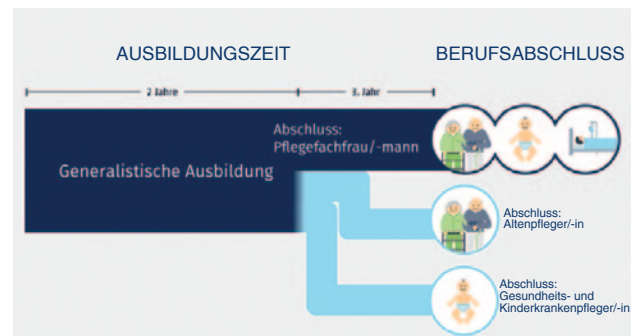 AUSBILDUNGSZEIT
BERUFSABSCHLUSS
2 Jahre
3. Jahr
Abschluss:
Pflegefachfrau/-mann
Generalistische Ausbildung
Abschluss:
Altenpfleger/-in
Abschluss:
Gesundheits- und
Kinderkrankenpfleger/-in